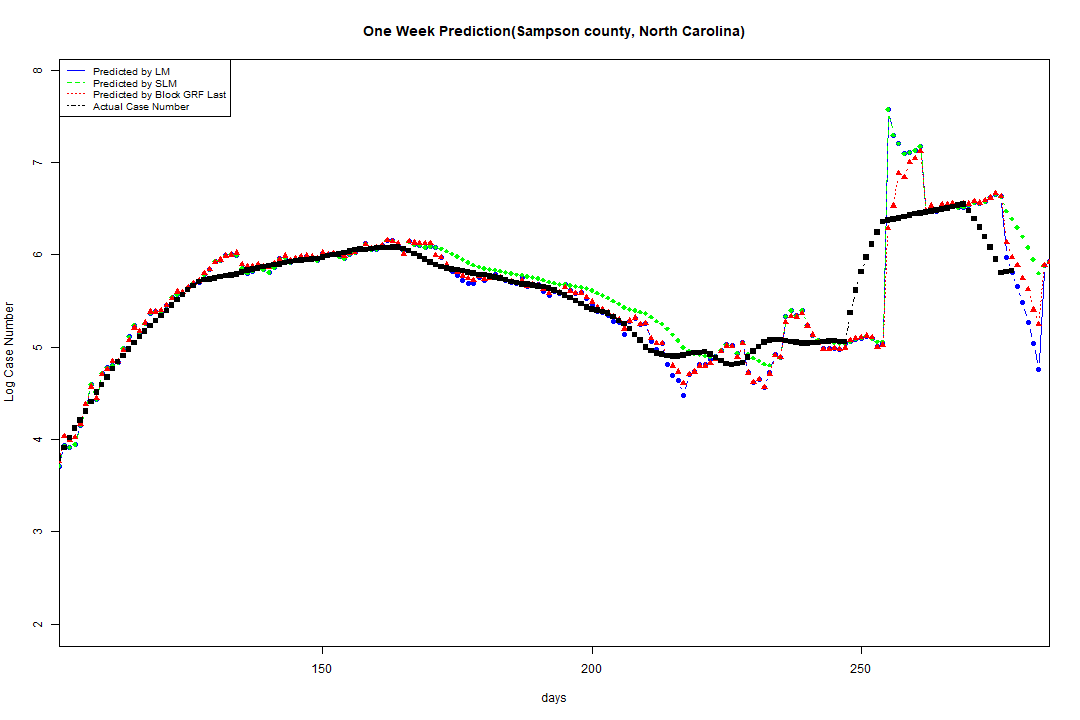 One Week Prediction(Sampson county, North Carolina)
Predicted by LM
Predicted by SLM
Predicted by Block GRF Last
Actual Case Number
8
7
6
5
4
3
2
Log Case Number
150
200
250
days